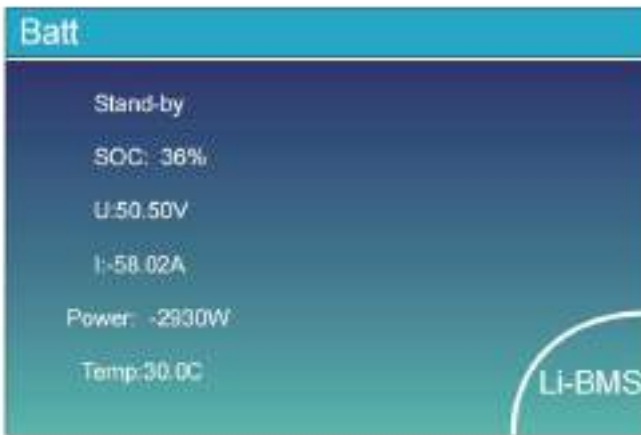 Batt
Stand-by
SOC: 36%
U:50.50V
I:-58.02A
Power: -2930W
Temp:30.0C
Li-BMS